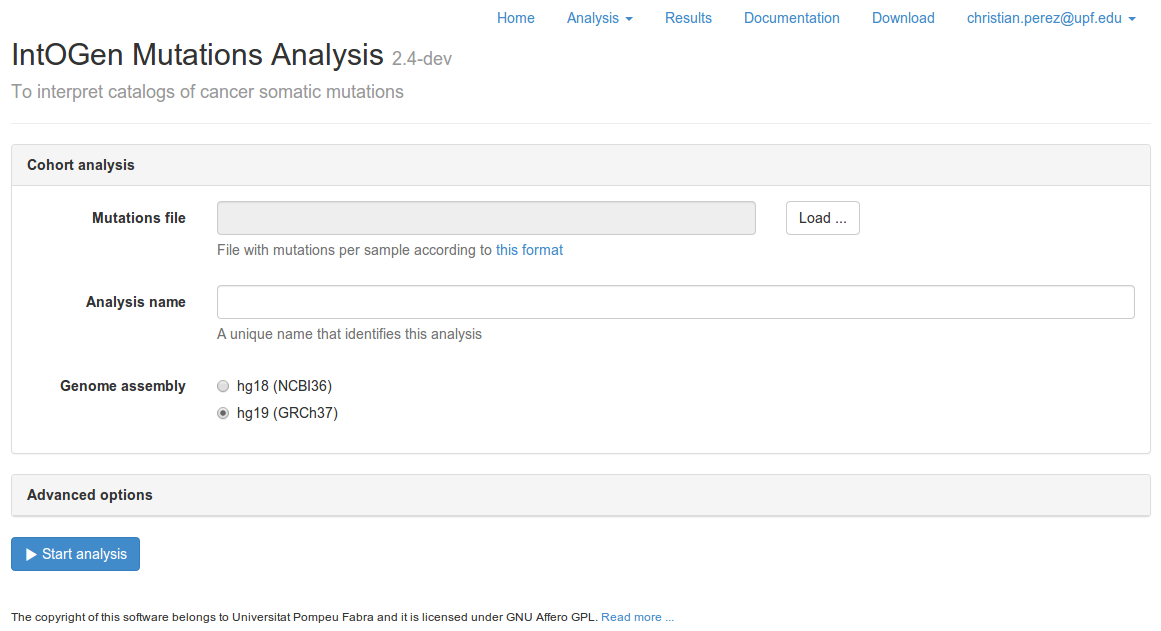 Home Analysis Results Documentation Download christian.perez@upf.edu
IntOGen Mutations Analysis 2.4-dev
To interpret catalogs of cancer somatic mutations
Cohort analysis
Mutations file Load ...
File with mutations per sample according to this format
Analysis name
A unique name that identifies this analysis
Genome assembly hg18 (NCBI36)
hg19 (GRCh37)
Advanced options
Start analysis
The copyright of this software belongs to Universitat Pompeu Fabra and it is licensed under GNU Affero GPL. Read more ...